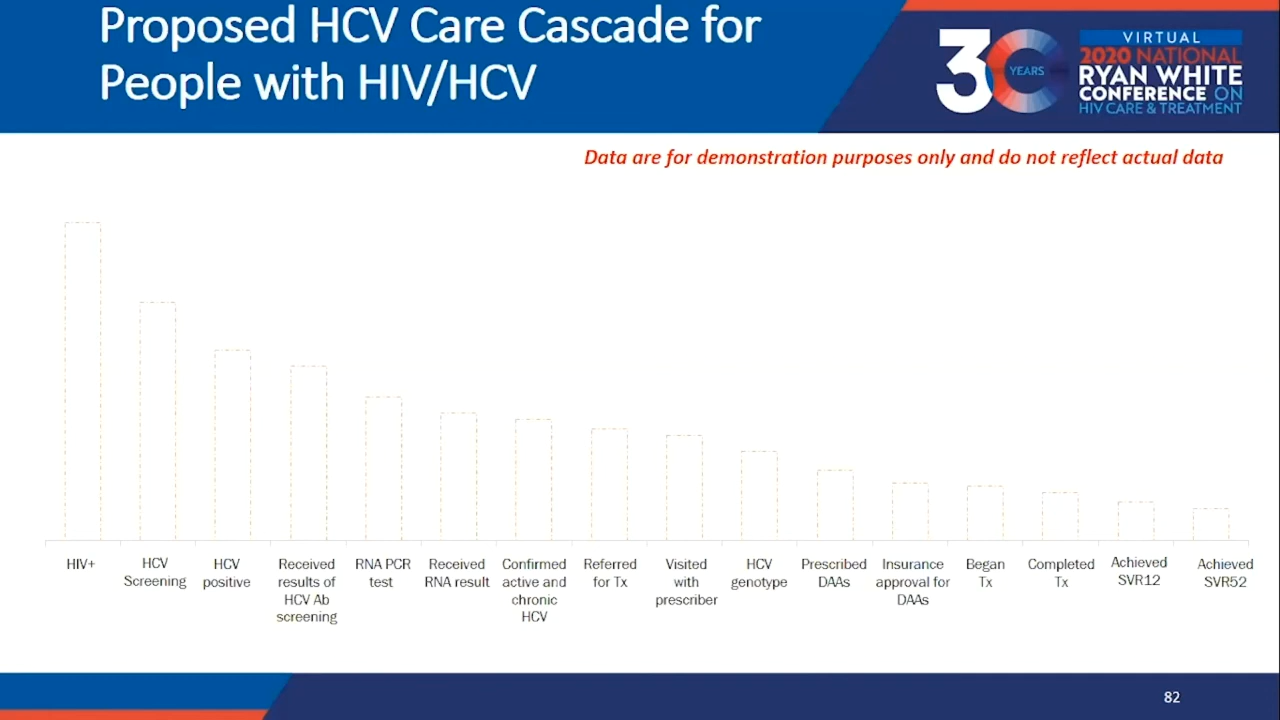 Proposed HCV Care Cascade for
People with HIV/HCV
30
YEARS
VIRTUAL
2020 NATIONAL
RYAN WHITE
CONFERENCE ON
HIV CARE & TREATMENT
Data are for demonstration purposes only and do not reflect actual data
HIV+
HCV
Screening
HCV
positive
Received
results of
HCV Ab
screening
RNA PCR
test
Received
RNA result
Confirmed
active and
chronic
HCV
Referred
for Tx
Visited
with
prescriber
HCV
genotype
Prescribed
DAAs
Insurance
approval for
DAAs
Began
Tx
Completed
Tx
Achieved
SVR12
Achieved
SVR52
82